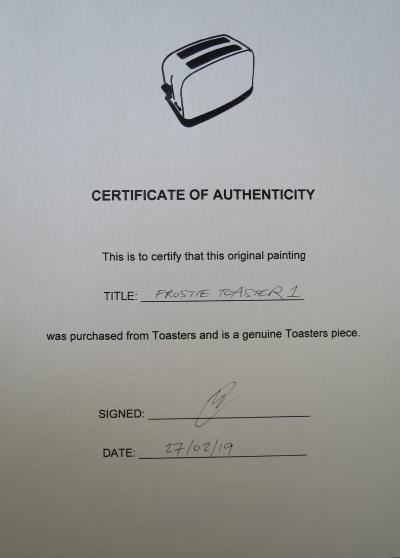 CERTIFICATE OF AUTHENTICITY
This is to certify that this original painting
TITLE: FROSTIE TOASTER 1
was purchased from Toasters and is a genuine Toasters piece.
SIGNED:
DATE: 27/02/19